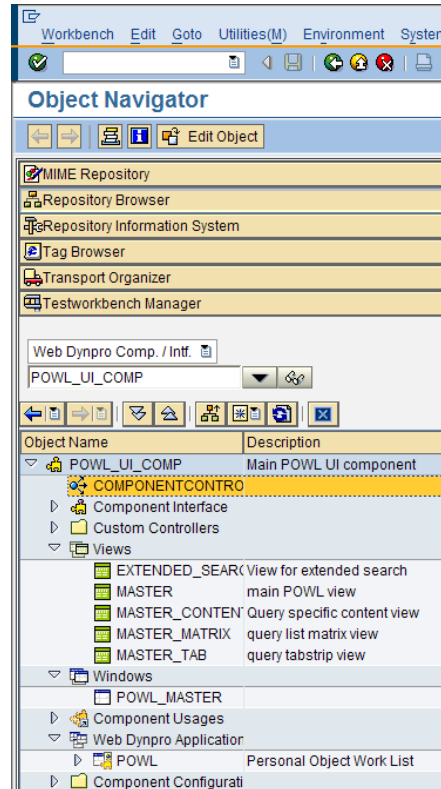 Workbench Edit Goto Utilities(M) Environment System
Object Navigator
Edit Object
MIME Repository
Repository Browser
Repository Information System
Tag Browser
Transport Organizer
Testworkbench Manager
Web Dynpro Comp. / Intf.
POWL_UI_COMP
Object Name Description
POWL_UI_COMP Main POWL UI component
COMPONENTCONTRO
Component Interface
Custom Controllers
Views
EXTENDED_SEARC View for extended search
MASTER main POWL view
MASTER_CONTENT Query specific content view
MASTER_MATRIX query list matrix view
MASTER_TAB query tabstrip view
Windows
POWL_MASTER
Component Usages
Web Dynpro Application
POWL Personal Object Work List
Component Configurati